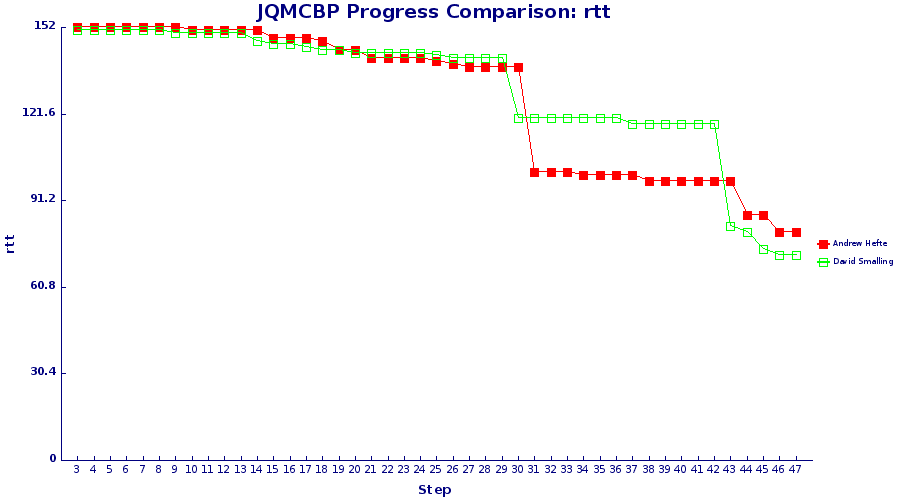 JQMCBP Progress Comparison: rtt
152
121.6
91.2
60.8
30.4
0
rtt
3 4 5 6 7 8 9 10 11 12 13 14 15 16 17 18 19 20 21 22 23 24 25 26 27 28 29 30 31 32 33 34 35 36 37 38 39 40 41 42 43 44 45 46 47
Step
Andrew Hefte
David Smalling